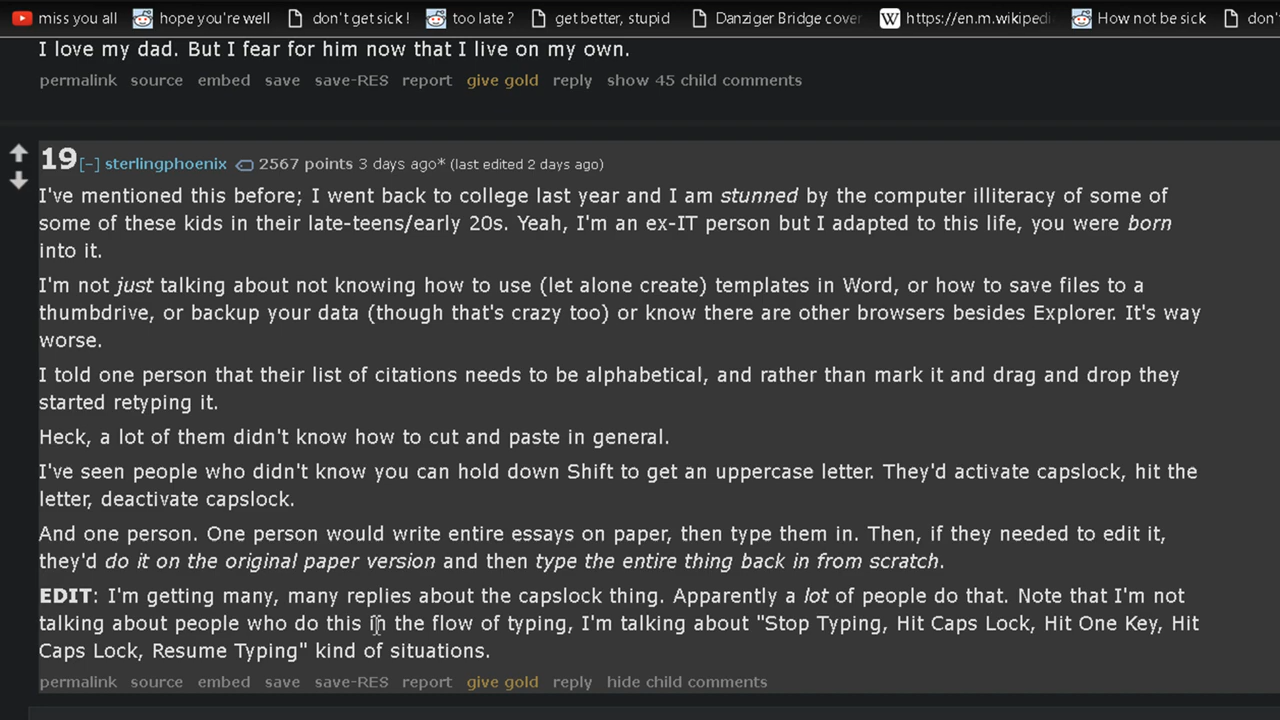 miss you all hope you're well don't get sick ! too late ? get better, stupid Danziger Bridge cover https://en.m.wikipedi How not be sick don'
I love my dad. But I fear for him now that I live on my own.
permalink source embed save save-RES report give gold reply show 45 child comments
19 [-] sterlingphoenix 2567 points 3 days ago* (last edited 2 days ago)
I've mentioned this before; I went back to college last year and I am stunned by the computer illiteracy of some of
some of these kids in their late-teens/early 20s. Yeah, I'm an ex-IT person but I adapted to this life, you were born
into it.
I'm not just talking about not knowing how to use (let alone create) templates in Word, or how to save files to a
thumbdrive, or backup your data (though that's crazy too) or know there are other browsers besides Explorer. It's way
worse.
I told one person that their list of citations needs to be alphabetical, and rather than mark it and drag and drop they
started retyping it.
Heck, a lot of them didn't know how to cut and paste in general.
I've seen people who didn't know you can hold down Shift to get an uppercase letter. They'd activate capslock, hit the
letter, deactivate capslock.
And one person. One person would write entire essays on paper, then type them in. Then, if they needed to edit it,
they'd do it on the original paper version and then type the entire thing back in from scratch.
EDIT: I'm getting many, many replies about the capslock thing. Apparently a lot of people do that. Note that I'm not
talking about people who do this in the flow of typing, I'm talking about "Stop Typing, Hit Caps Lock, Hit One Key, Hit
Caps Lock, Resume Typing" kind of situations.
permalink source embed save save-RES report give gold reply hide child comments